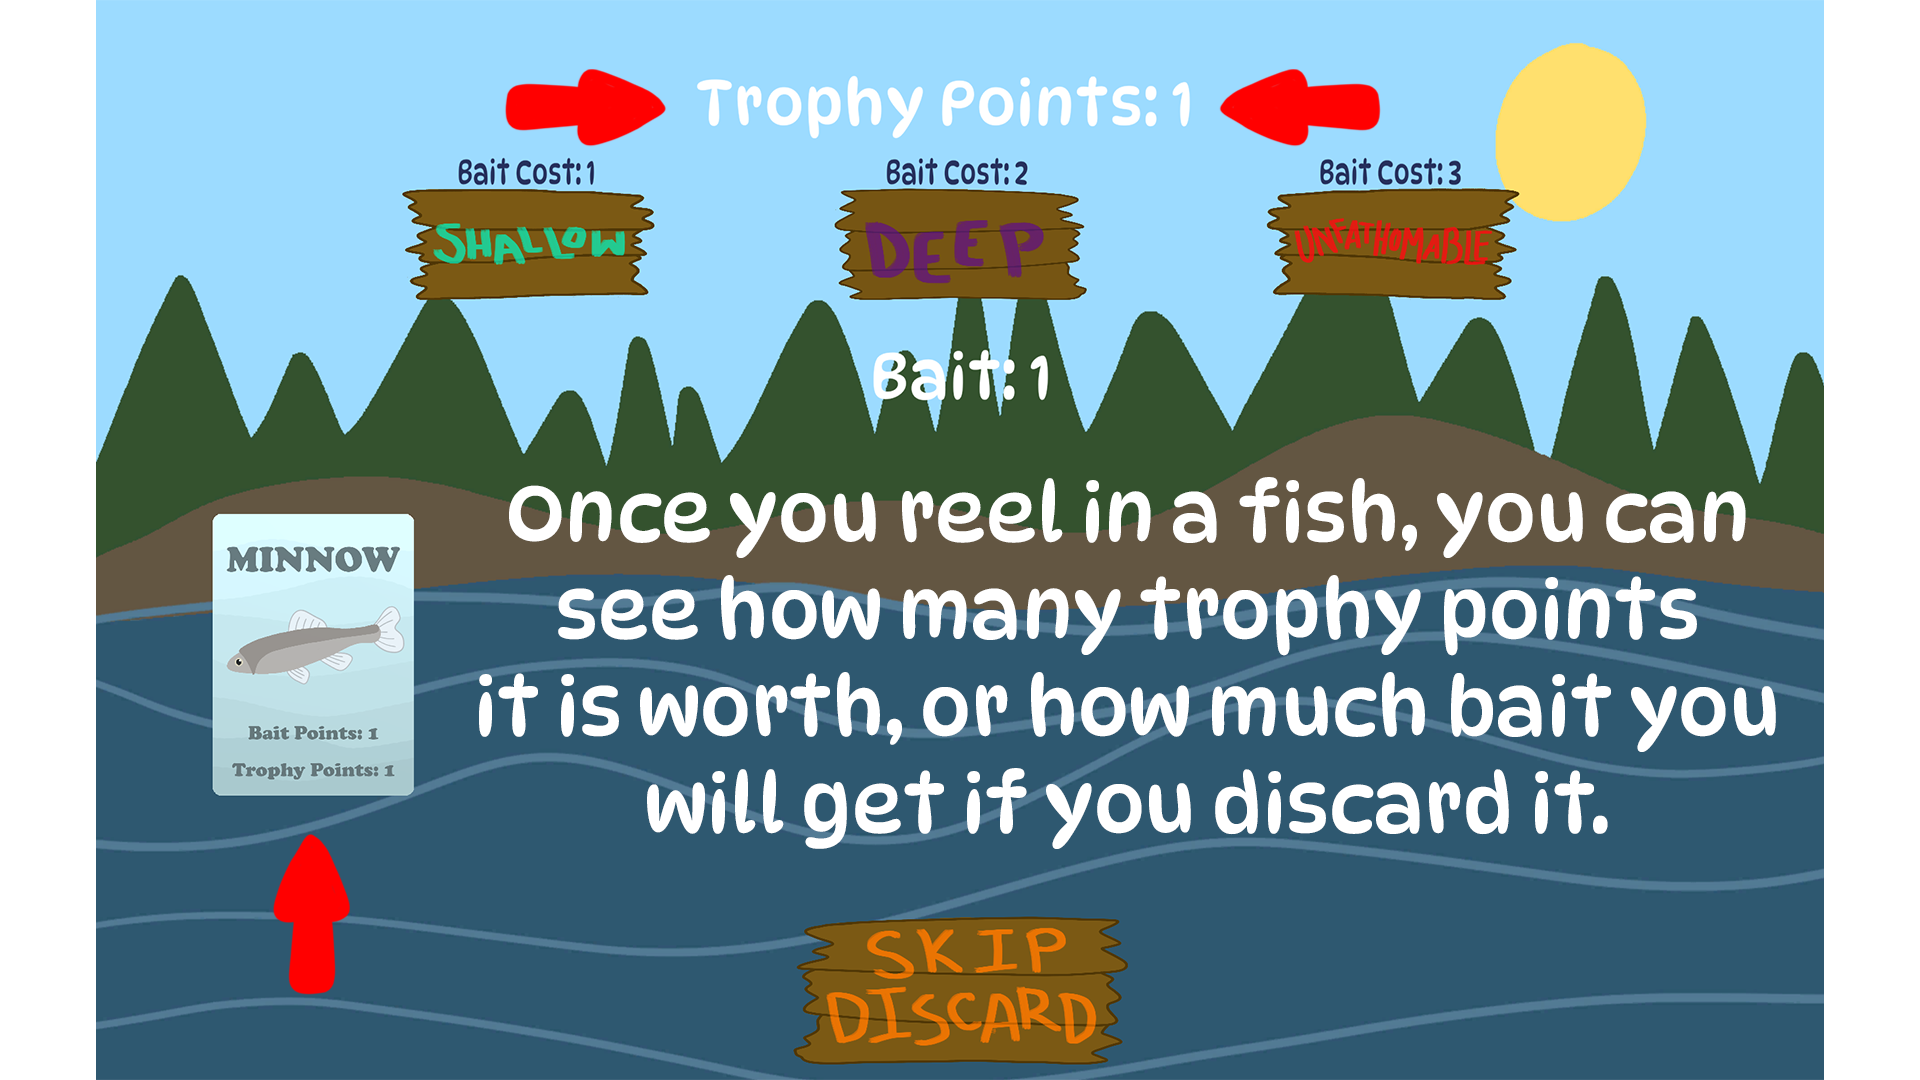 Trophy Points: 1
Bait Cost: 1
Bait Cost: 2
Bait Cost: 3
SHALLOW
DEEP
UNFATHOMABLE
Bait: 1
Once you reel in a fish, you can
see how many trophy points
it is worth, or how much bait you
will get if you discard it.
MINNOW
Bait Points: 1
Trophy Points: 1
SKIP
DISCARD